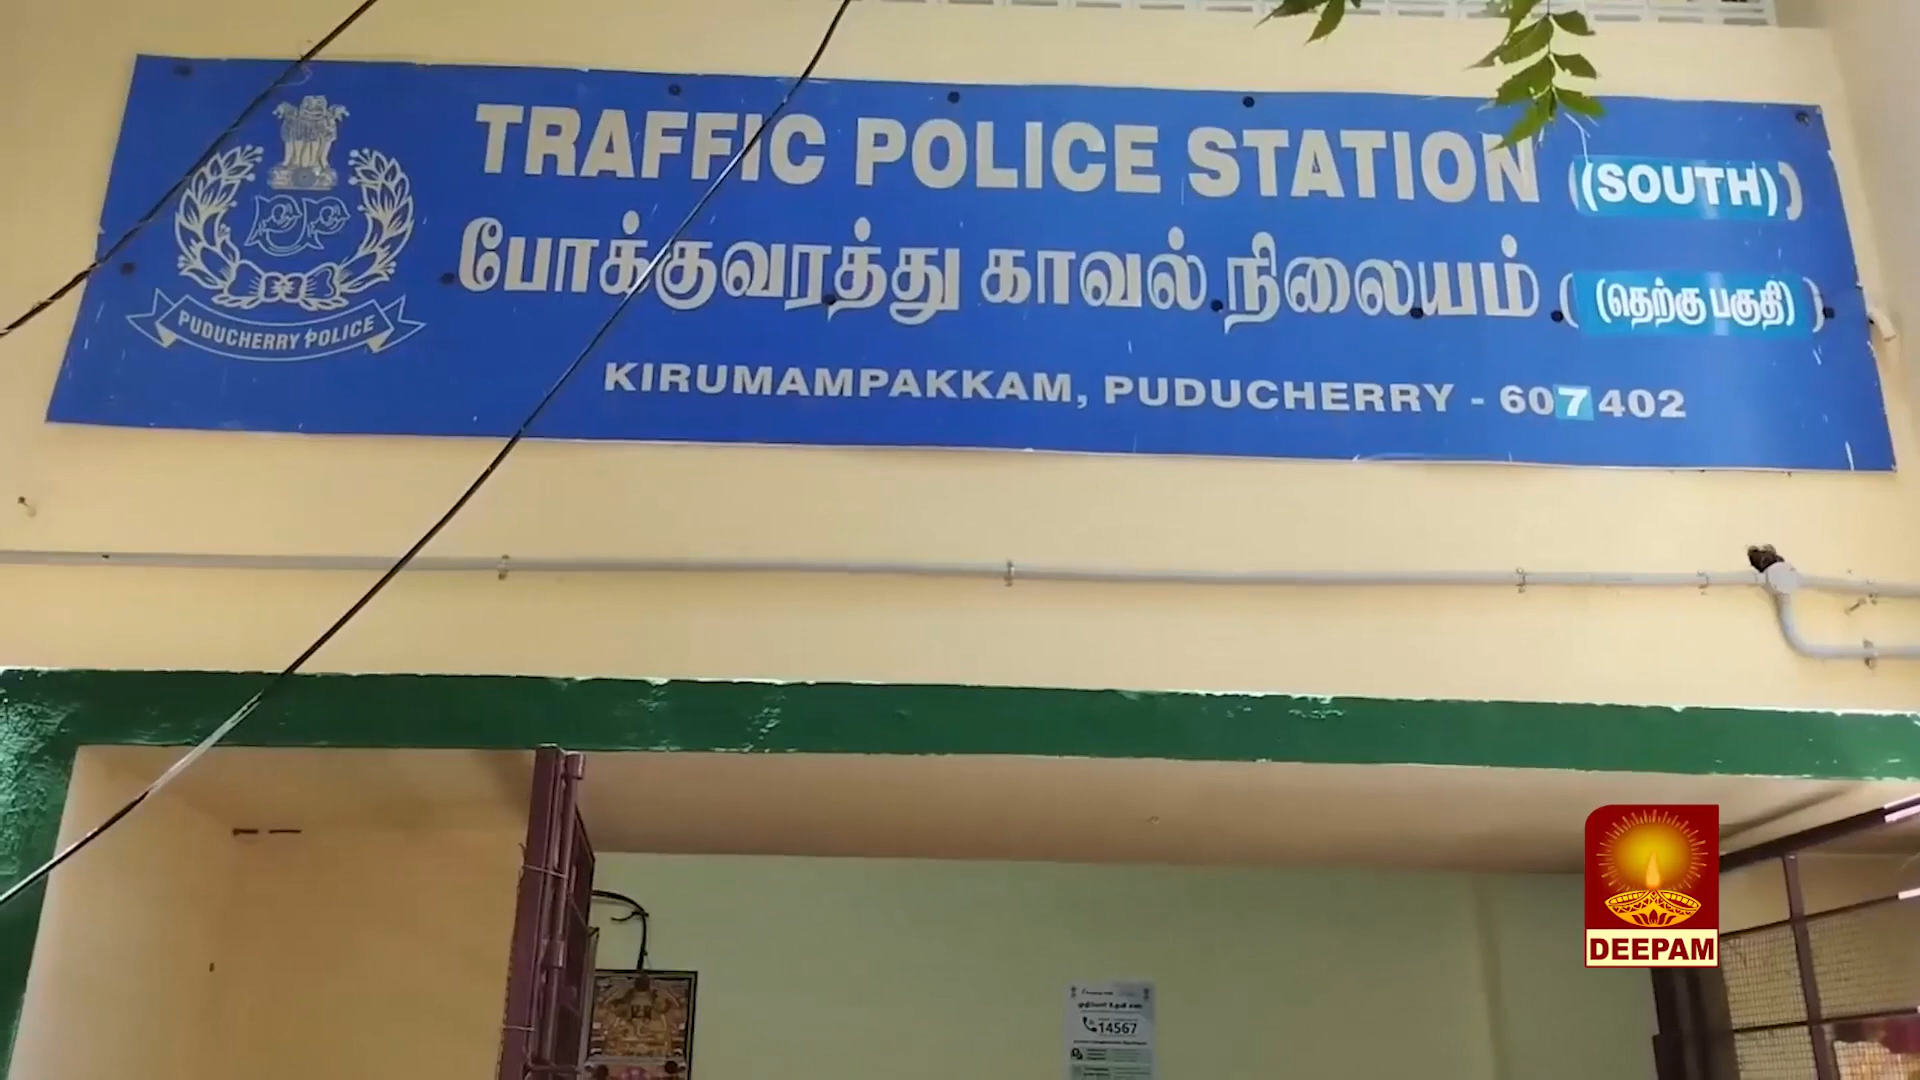 TRAFFIC POLICE STATION (SOUTH)
போக்குவரத்து காவல் நிலையம் (தெற்கு பகுதி)
PUDUCHERRY POLICE
KIRUMAMPAKKAM, PUDUCHERRY - 607402
DEEPAM
14567